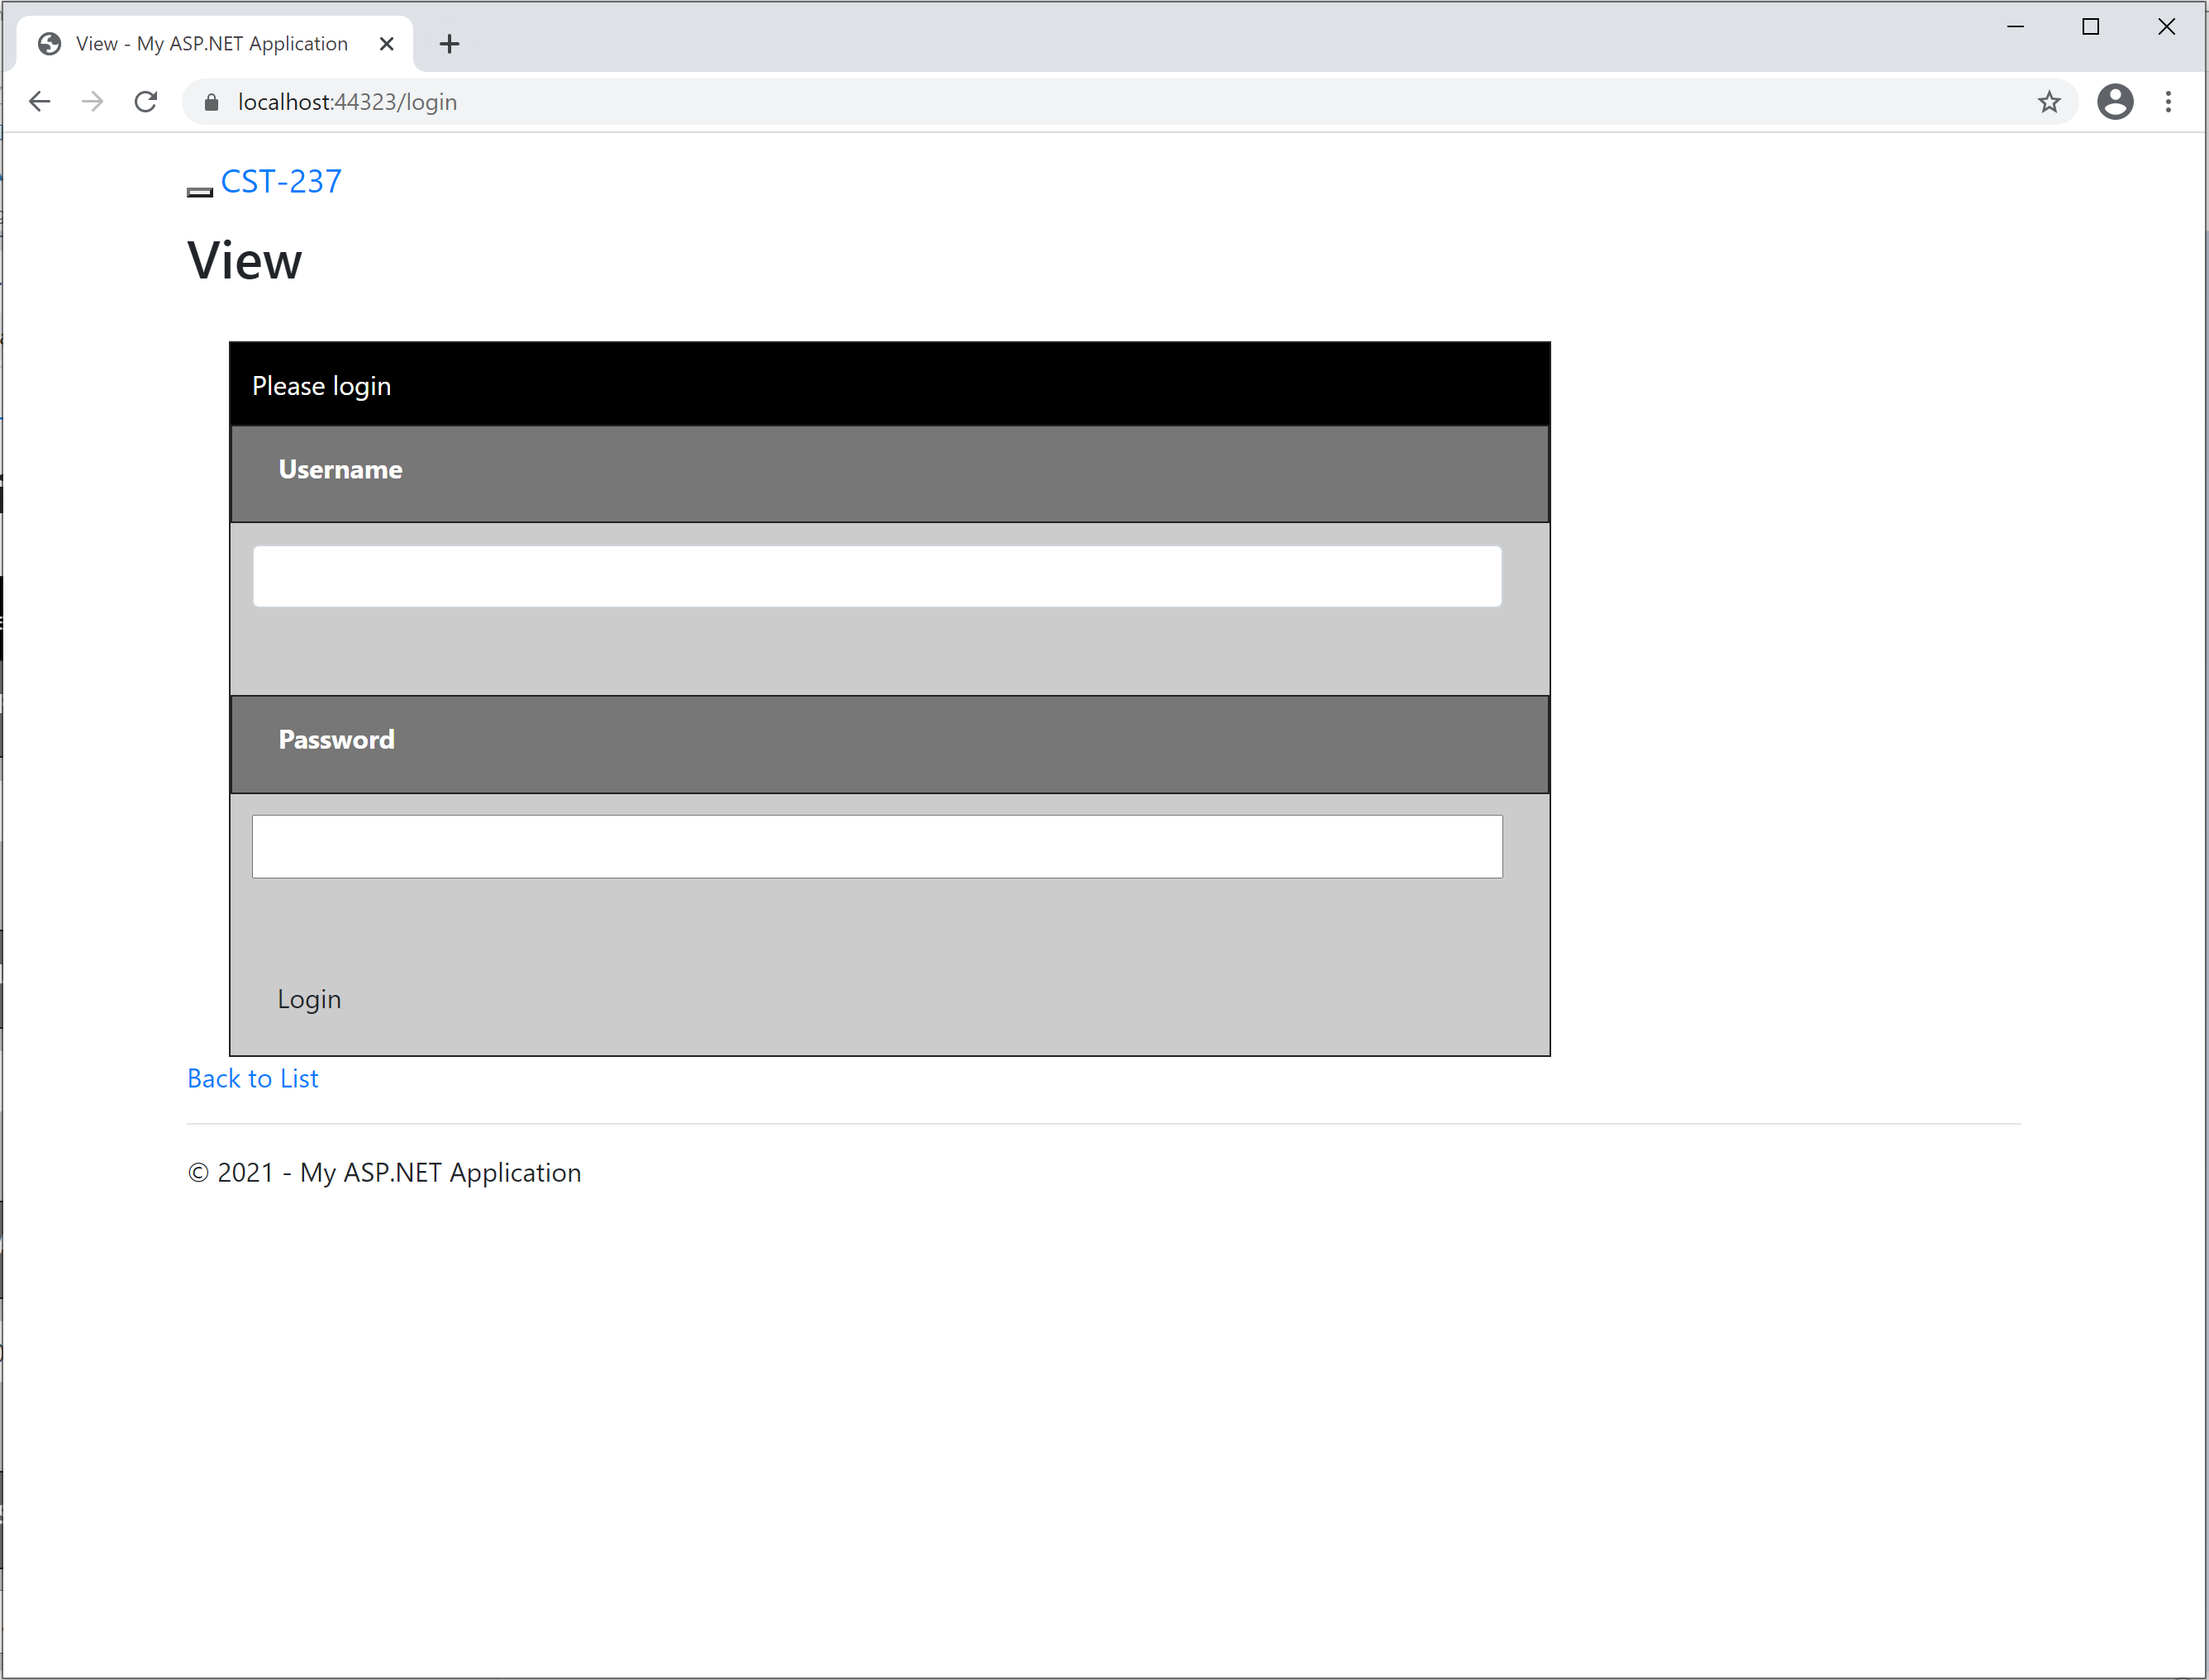 View - My ASP.NET Application
localhost:44323/login
CST-237
View
Please login
Username
Password
Login
Back to List
© 2021 - My ASP.NET Application